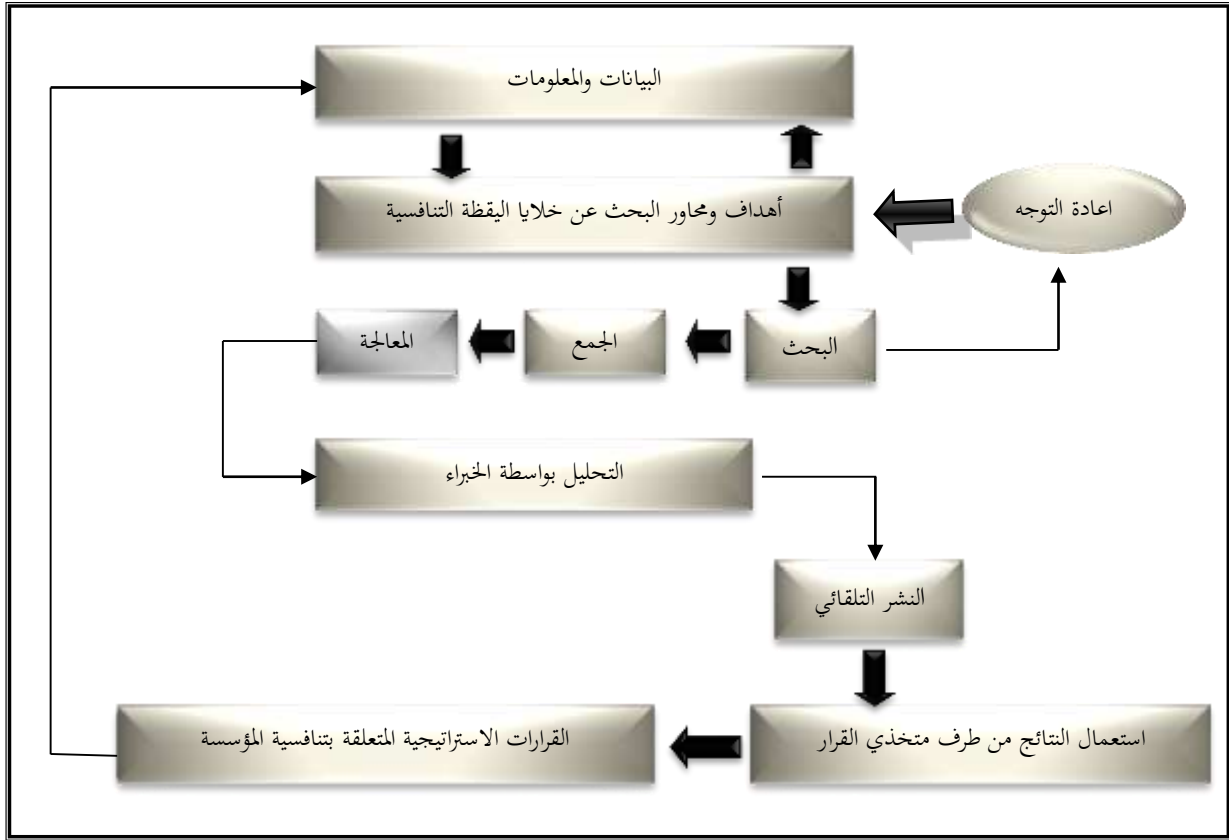 البيانات والمعلومات
أهداف ومحاور البحث عن خلايا اليقظة التنافسية
اعادة التوجه
البحث
الجمع
المعالجة
التحليل بواسطة الخبراء
النشر التلقائي
استعمال النتائج من طرف متخذي القرار
القرارات الاستراتيجية المتعلقة بتنافسية المؤسسة